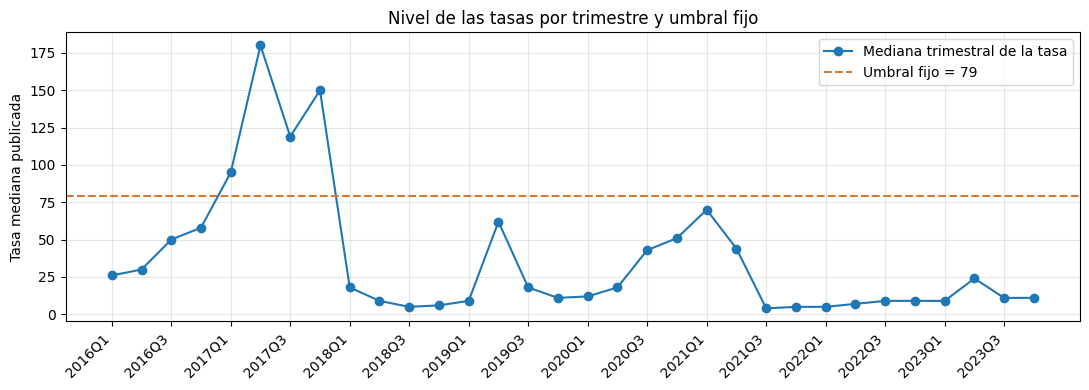 Nivel de las tasas por trimestre y umbral fijo
Mediana trimestral de la tasa
Umbral fijo = 79
Tasa mediana publicada
175
150
125
100
75
50
25
0
2016Q1
2016Q3
2017Q1
2017Q3
2018Q1
2018Q3
2019Q1
2019Q3
2020Q1
2020Q3
2021Q1
2021Q3
2022Q1
2022Q3
2023Q1
2023Q3